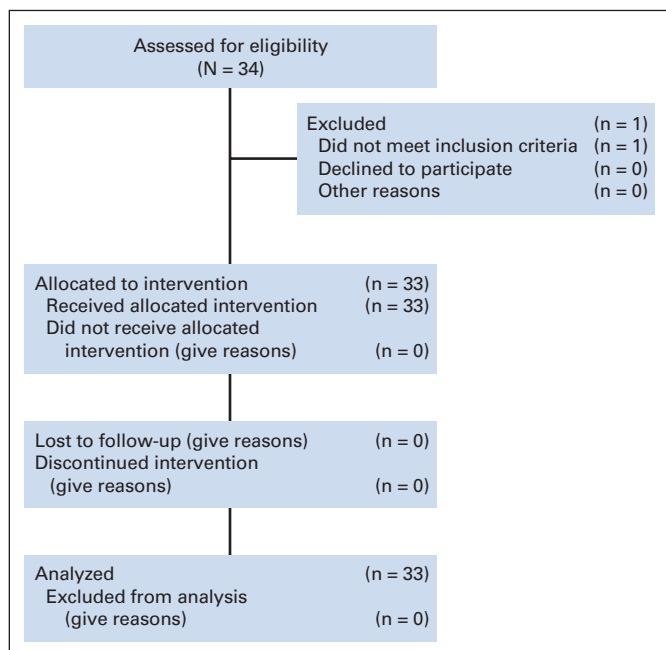 Assessed for eligibility
(N = 34)
Excluded (n = 1)
Did not meet inclusion criteria (n = 1)
Declined to participate (n = 0)
Other reasons (n = 0)
Allocated to intervention (n = 33)
Received allocated intervention (n = 33)
Did not receive allocated
intervention (give reasons) (n = 0)
Lost to follow-up (give reasons) (n = 0)
Discontinued intervention
(give reasons) (n = 0)
Analyzed (n = 33)
Excluded from analysis
(give reasons) (n = 0)